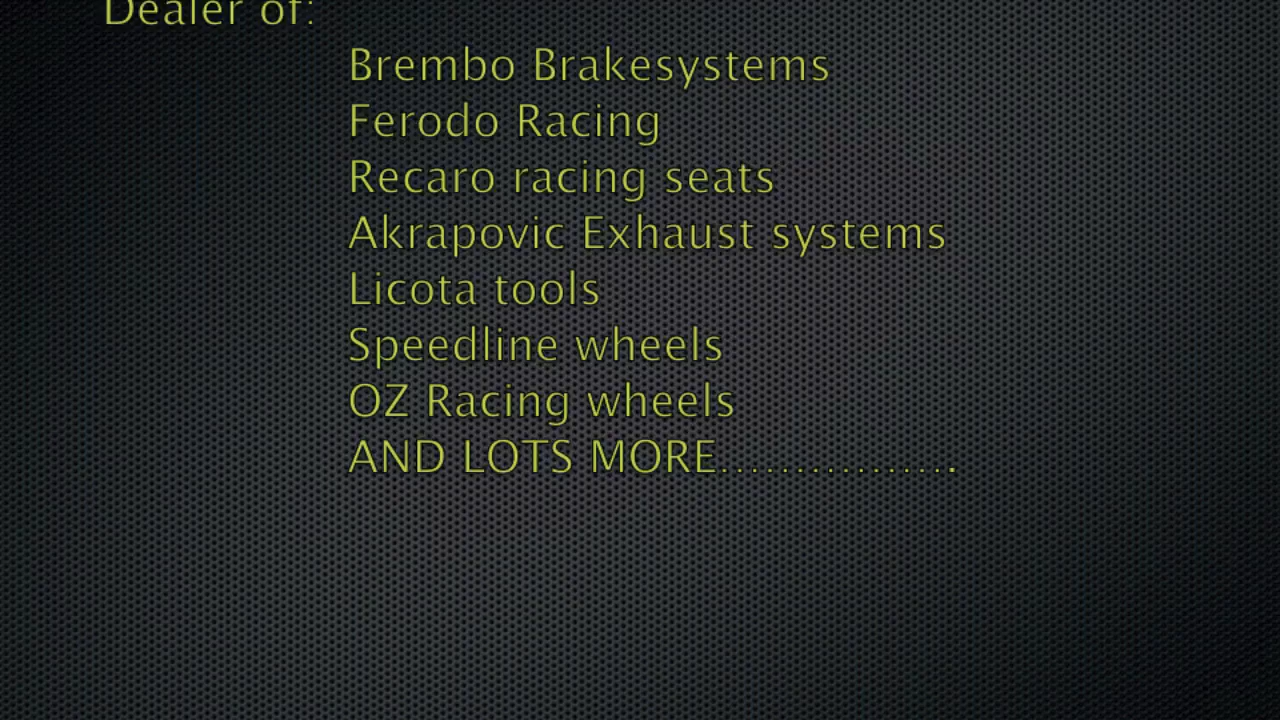 Dealer of:
Brembo Brakesystems
Ferodo Racing
Recaro racing seats
Akrapovic Exhaust systems
Licota tools
Speedline wheels
OZ Racing wheels
AND LOTS MORE................